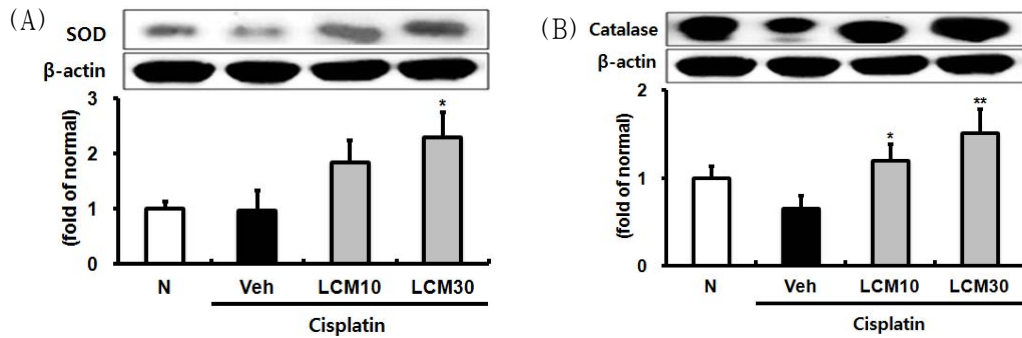 (A)
SOD
β-actin
(fold of normal)
3
2
1
0
*
N
Veh
LCM10
LCM30
Cisplatin
(B)
Catalase
β-actin
(fold of normal)
2
1
0
*
**
N
Veh
LCM10
LCM30
Cisplatin